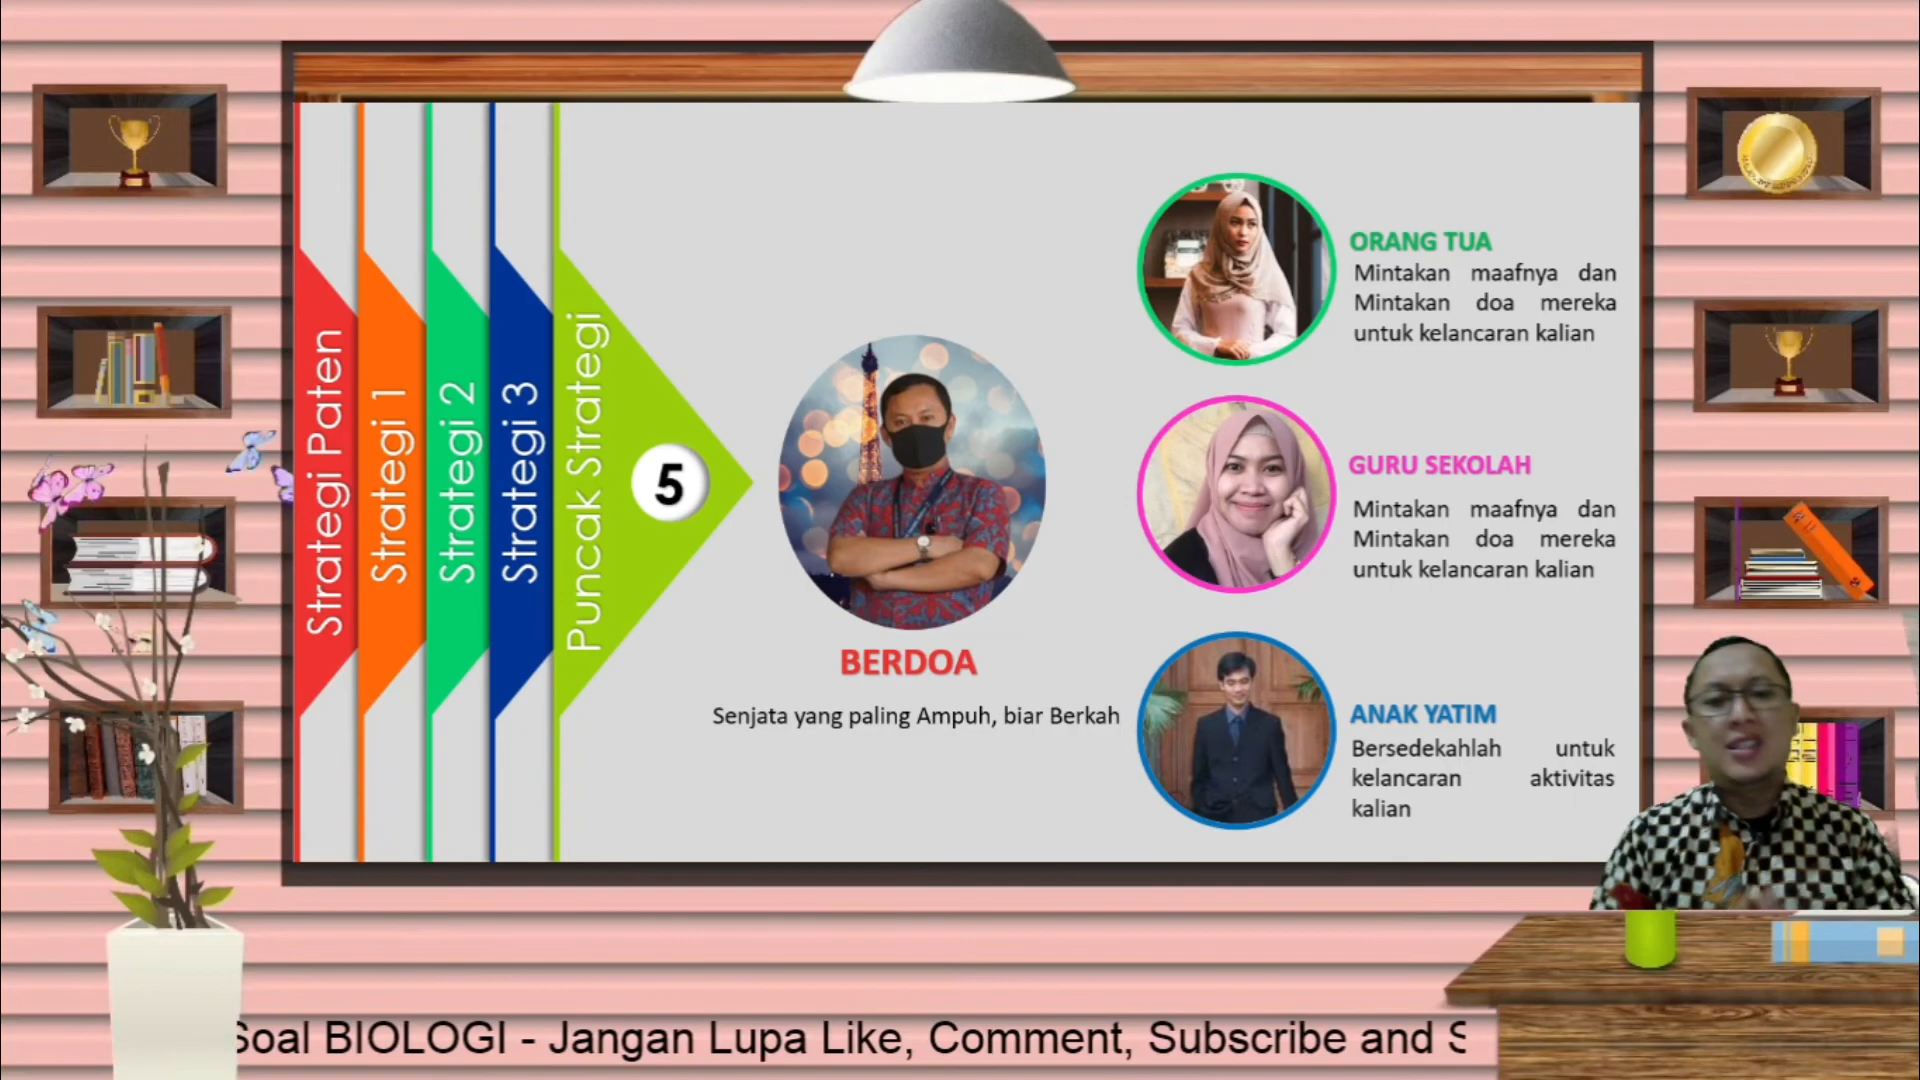 Strategi Paten
Strategi 1
Strategi 2
Strategi 3
Puncak Strategi
5
BERDOA
Senjata yang paling Ampuh, biar Berkah
ORANG TUA
Mintakan maafnya dan
Mintakan doa mereka
untuk kelancaran kalian
GURU SEKOLAH
Mintakan maafnya dan
Mintakan doa mereka
untuk kelancaran kalian
ANAK YATIM
Bersedekahlah untuk
kelancaran aktivitas
kalian
Soal BIOLOGI - Jangan Lupa Like, Comment, Subscribe and S